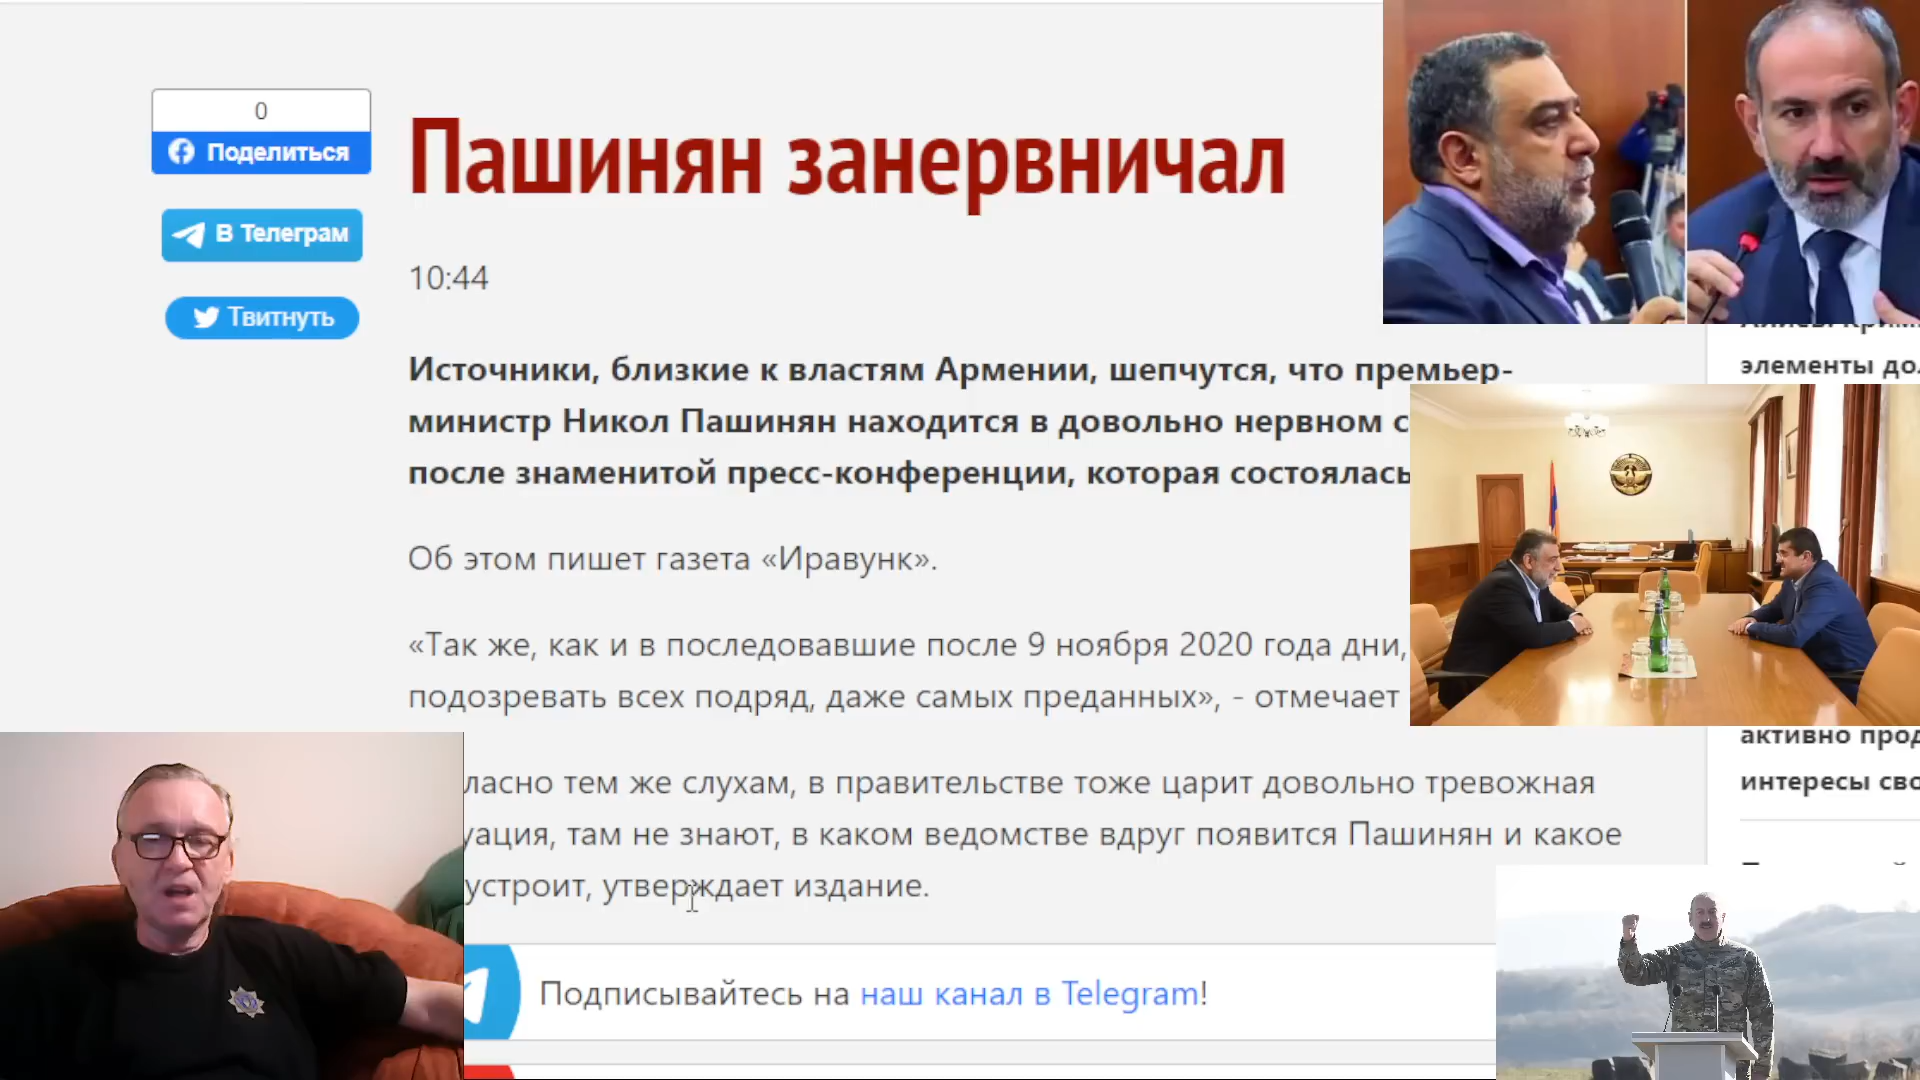 0
Поделиться
В Телеграм
Твитнуть
Пашинян занервничал
10:44
Источники, близкие к властям Армении, шепчутся, что премьер-
министр Никол Пашинян находится в довольно нервном с
после знаменитой пресс-конференции, которая состоялась
Об этом пишет газета «Иравунк».
«Так же, как и в последовавшие после 9 ноября 2020 года дни,
подозревать всех подряд, даже самых преданных», - отмечает
ласно тем же слухам, в правительстве тоже царит довольно тревожная
уация, там не знают, в каком ведомстве вдруг появится Пашинян и какое
устроит, утверждает издание.
Подписывайтесь на наш канал в Telegram!
элементы до
активно прод
интересы сво